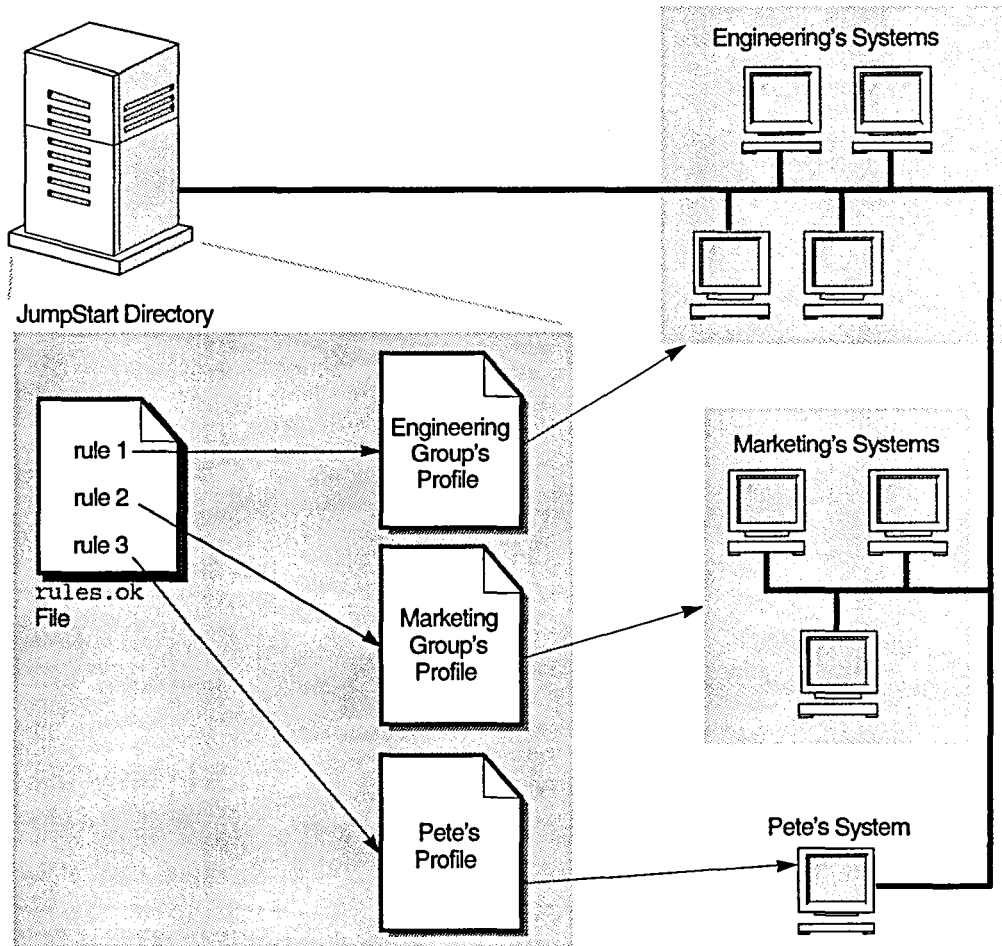 Engineering's Systems
JumpStart Directory
rule 1
rule 2
rule 3
rules.ok
File
Engineering
Group's
Profile
Marketing
Group's
Profile
Pete's
Profile
Marketing's Systems
Pete's System